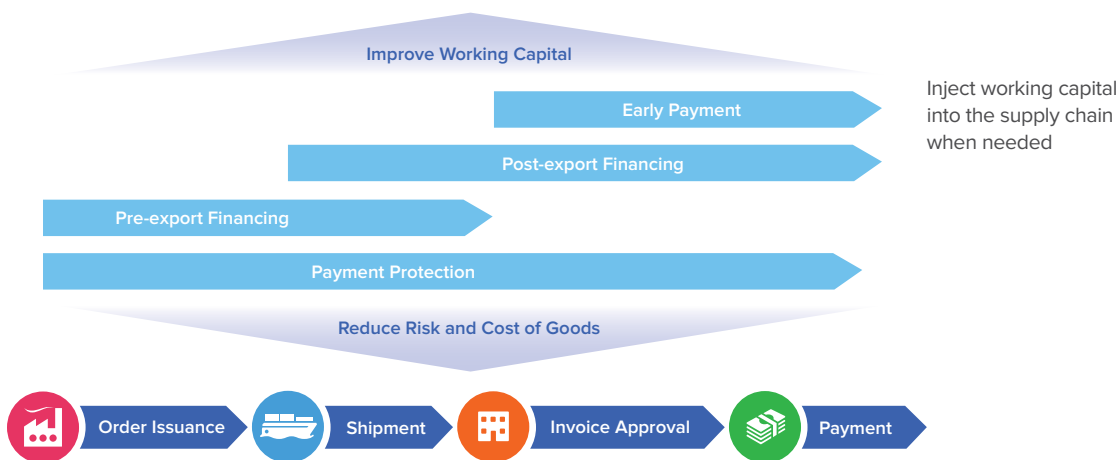 Improve Working Capital
Early Payment
Inject working capital
into the supply chain
when needed
Post-export Financing
Pre-export Financing
Payment Protection
Reduce Risk and Cost of Goods
Order Issuance
Shipment
Invoice Approval
Payment